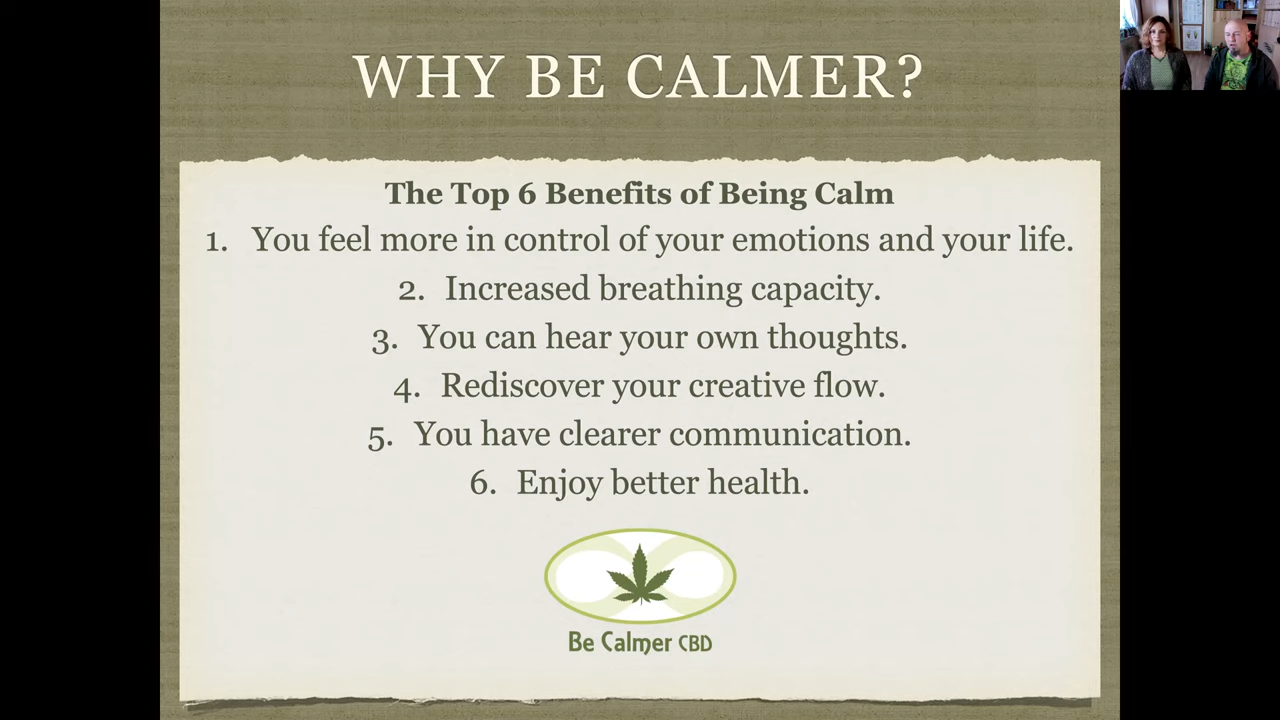 WHY BE CALMER?
The Top 6 Benefits of Being Calm
1. You feel more in control of your emotions and your life.
2. Increased breathing capacity.
3. You can hear your own thoughts.
4. Rediscover your creative flow.
5. You have clearer communication.
6. Enjoy better health.
Be Calmer CBD